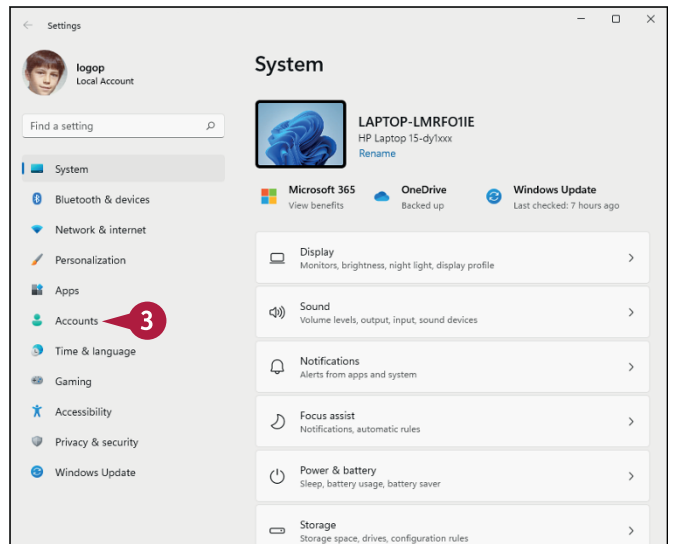 Settings
logop
Local Account
Find a setting
System
Bluetooth & devices
Network & internet
Personalization
Apps
Accounts
3
Time & language
Gaming
Accessibility
Privacy & security
Windows Update
System
LAPTOP-LMRFO1IE
HP Laptop 15-dy1xxx
Rename
Microsoft 365
View benefits
OneDrive
Backed up
Windows Update
Last checked: 7 hours ago
Display
Monitors, brightness, night light, display profile
Sound
Volume levels, output, input, sound devices
Notifications
Alerts from apps and system
Focus assist
Notifications, automatic rules
Power & battery
Sleep, battery usage, battery saver
Storage
Storage space, drives, configuration rules